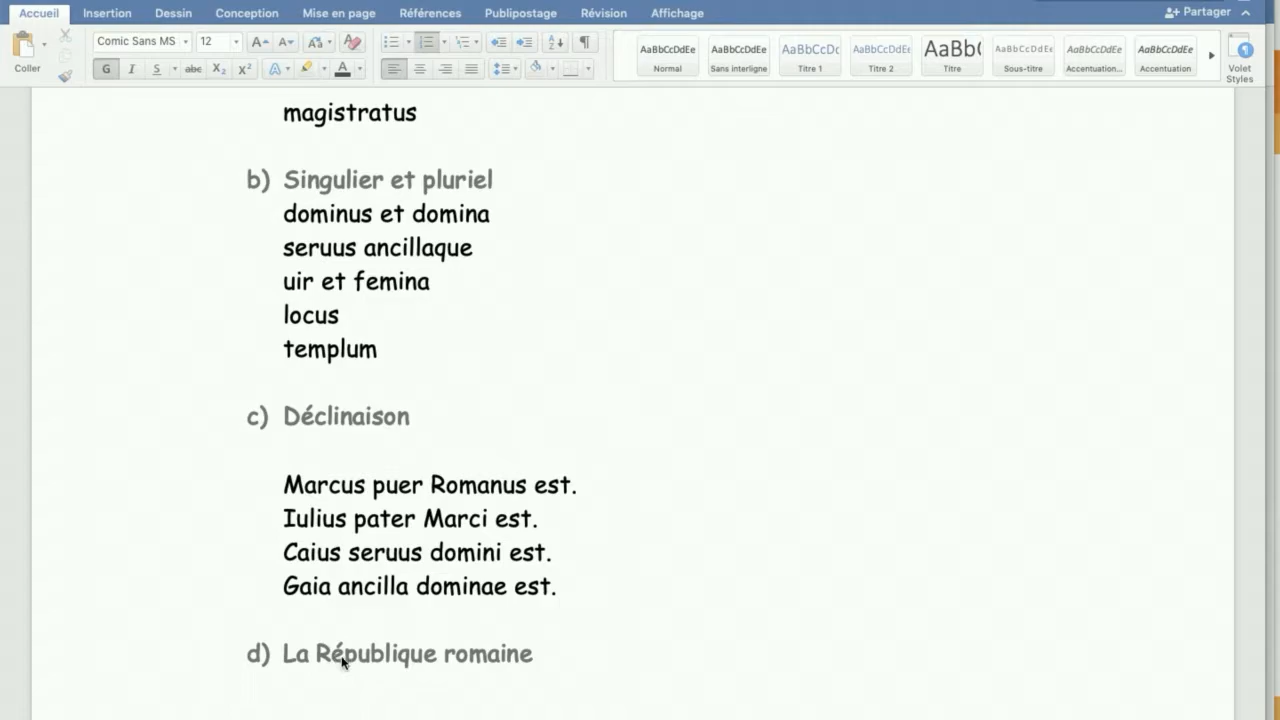 Accueil Insertion Dessin Conception Mise en page Références Publipostage Révision Affichage Partager
Coller Comic Sans MS 12
G I S abc X₂ X² A A
AaBbCcDdEe AaBbCcDdEe AaBbCcDc AaBbCcDdEe AaBb( AaBbCcDdEe AaBbCcDdEe AaBbCcDdEe
Normal Sans interligne Titre 1 Titre 2 Titre Sous-titre Accentuation... Accentuation
Volet
Styles
magistratus
b) Singulier et pluriel
dominus et domina
seruus ancillaque
uir et femina
locus
templum
c) Déclinaison
Marcus puer Romanus est.
Iulius pater Marci est.
Caius seruus domini est.
Gaia ancilla dominae est.
d) La République romaine